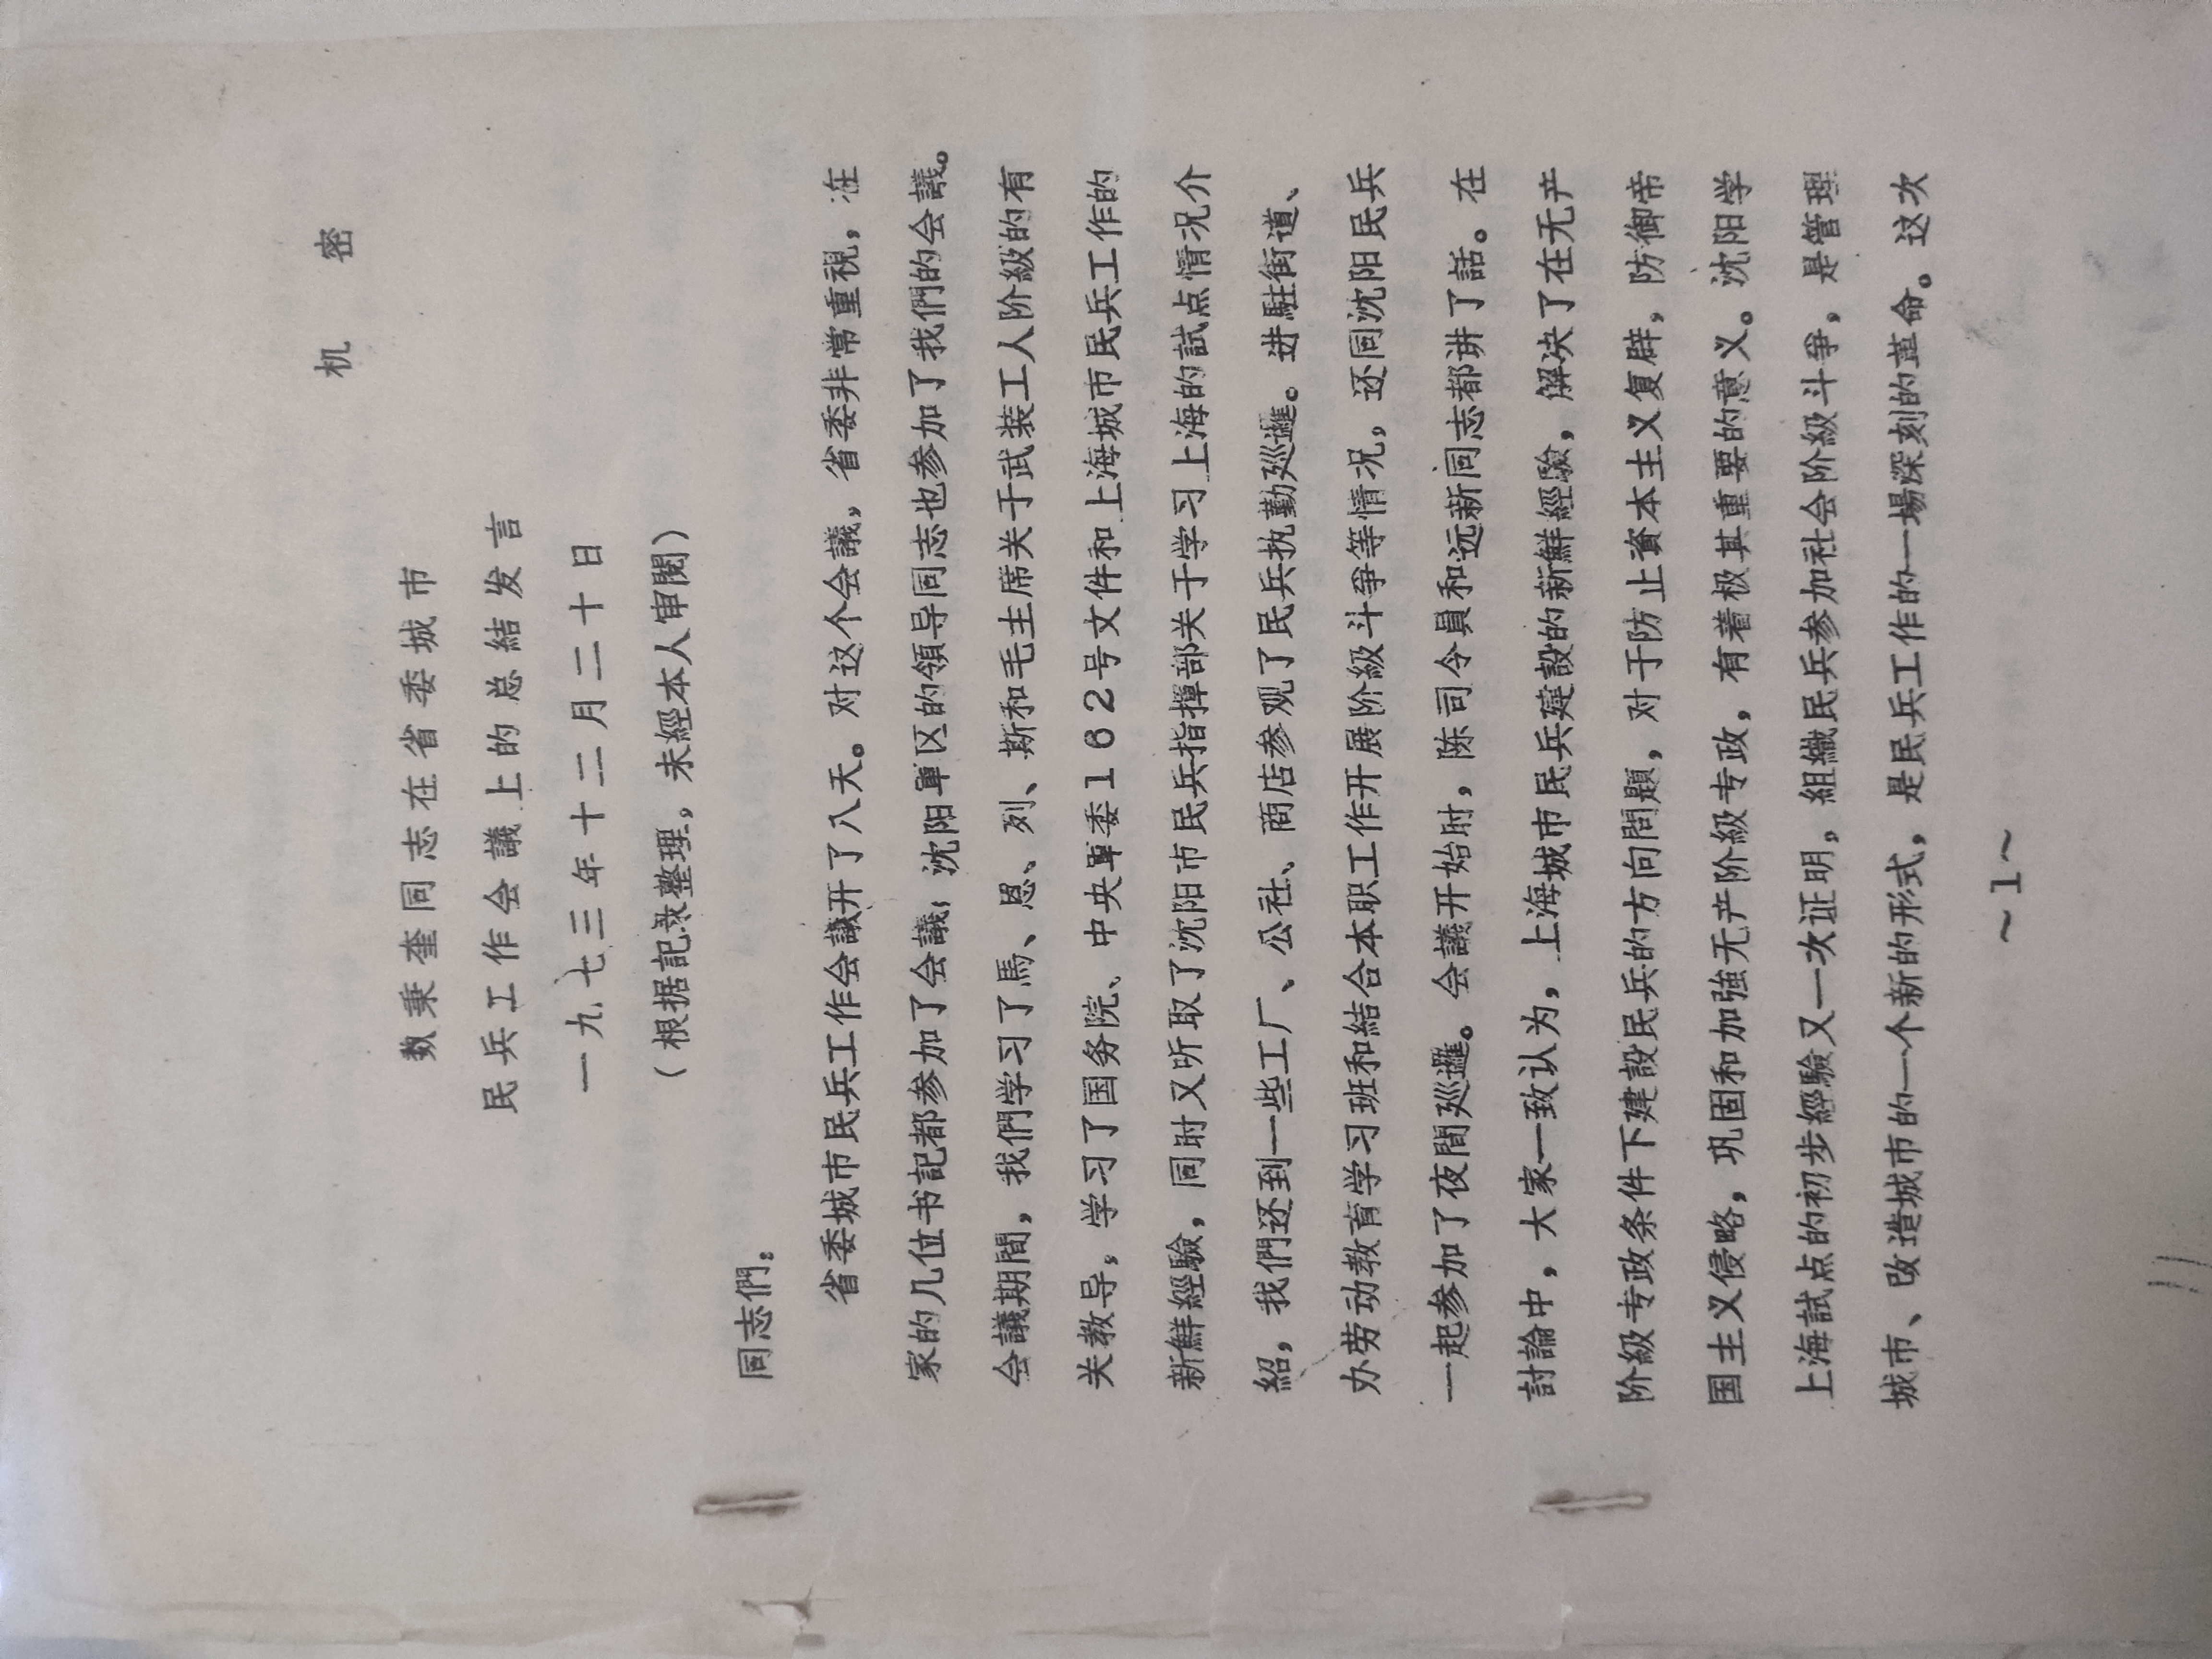 机　密
魏秉奎同志在省委城市
民兵工作会議上的总結发言
一九七三年十二月二十日
（根据記录整理，未經本人审閱）
同志們：
省委城市民兵工作会議开了八天。对这个会議，省委非常重視，在
家的几位书記都参加了会議；沈阳軍区的領导同志也参加了我們的会議。
会議期間，我們学习了馬、恩、列、斯和毛主席关于武装工人阶級的有
关教导，学习了国务院、中央軍委162号文件和上海城市民兵工作的
新鮮經驗，同时又听取了沈阳市民兵指揮部关于学习上海的試点情况介
紹，我們还到一些工厂、公社、商店参观了民兵执勤廵邏。进駐街道、
办劳动教育学习班和結合本职工作开展阶級斗爭等情况，还同沈阳民兵
一起参加了夜間廵邏。会議开始时，陈司令員和远新同志都讲了話。在
討論中，大家一致认为，上海城市民兵建設的新鮮經驗，解决了在无产
阶級专政条件下建設民兵的方向問題，对于防止資本主义复辟，防御帝
国主义侵略，巩固和加強无产阶級专政，有着极其重要的意义。沈阳学
上海試点的初步經驗又一次证明，組織民兵参加社会阶級斗爭，是管理
城市、改造城市的一个新的形式，是民兵工作的一場深刻的革命。这次
～1～